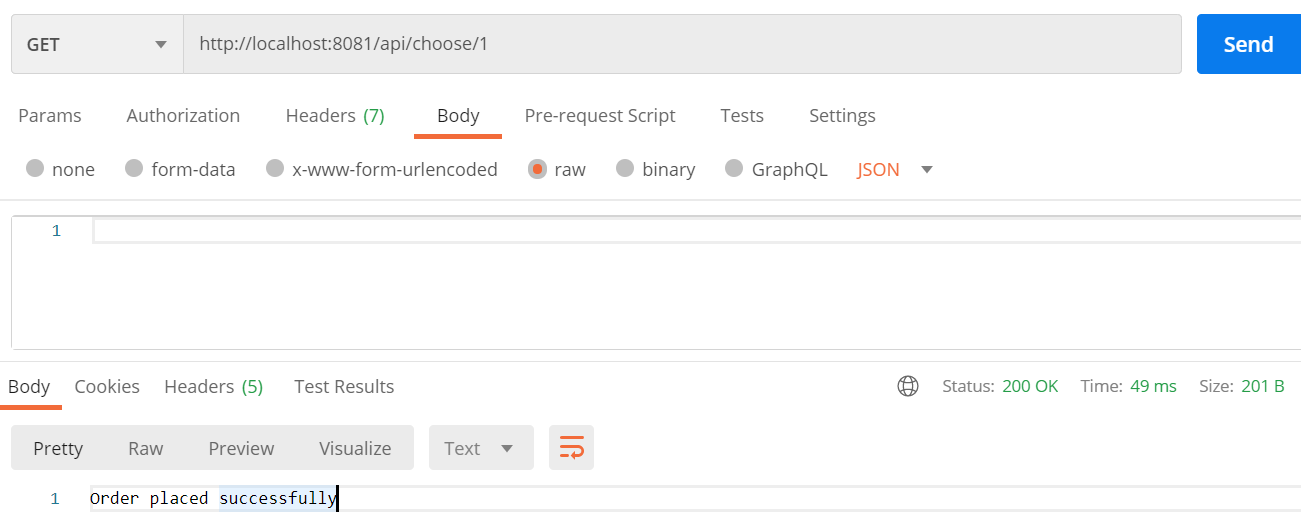 GET http://localhost:8081/api/choose/1 Send
Params Authorization Headers (7) Body Pre-request Script Tests Settings
none form-data x-www-form-urlencoded raw binary GraphQL JSON
1
Body Cookies Headers (5) Test Results Status: 200 OK Time: 49 ms Size: 201 B
Pretty Raw Preview Visualize Text
1 Order placed successfully